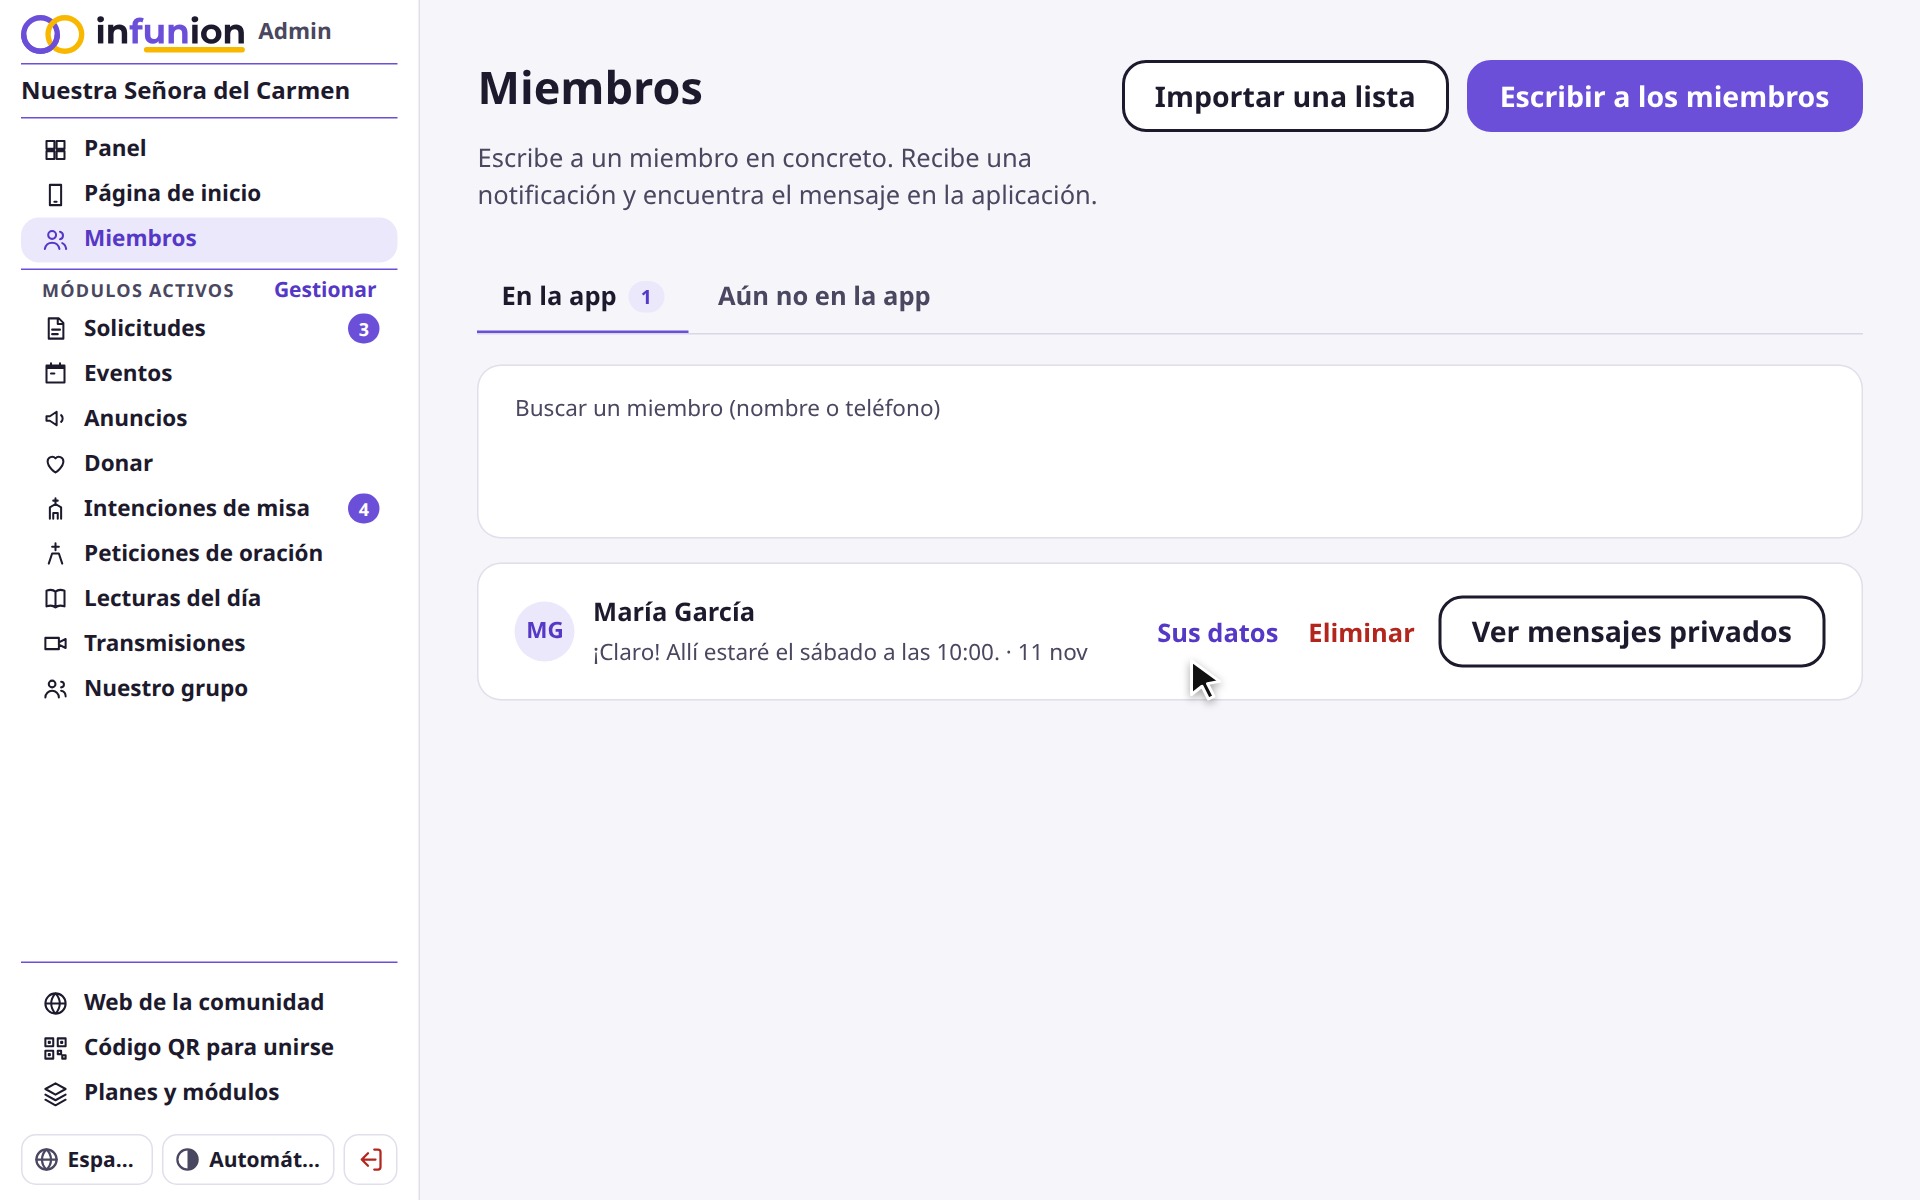 infunion Admin
Nuestra Señora del Carmen
Panel
Página de inicio
Miembros
MÓDULOS ACTIVOS Gestionar
Solicitudes 3
Eventos
Anuncios
Donar
Intenciones de misa 4
Peticiones de oración
Lecturas del día
Transmisiones
Nuestro grupo
Web de la comunidad
Código QR para unirse
Planes y módulos
Espa... Automát...
Miembros
Importar una lista Escribir a los miembros
Escribe a un miembro en concreto. Recibe una
notificación y encuentra el mensaje en la aplicación.
En la app 1 Aún no en la app
Buscar un miembro (nombre o teléfono)
MG María García
¡Claro! Allí estaré el sábado a las 10:00. · 11 nov
Sus datos Eliminar Ver mensajes privados